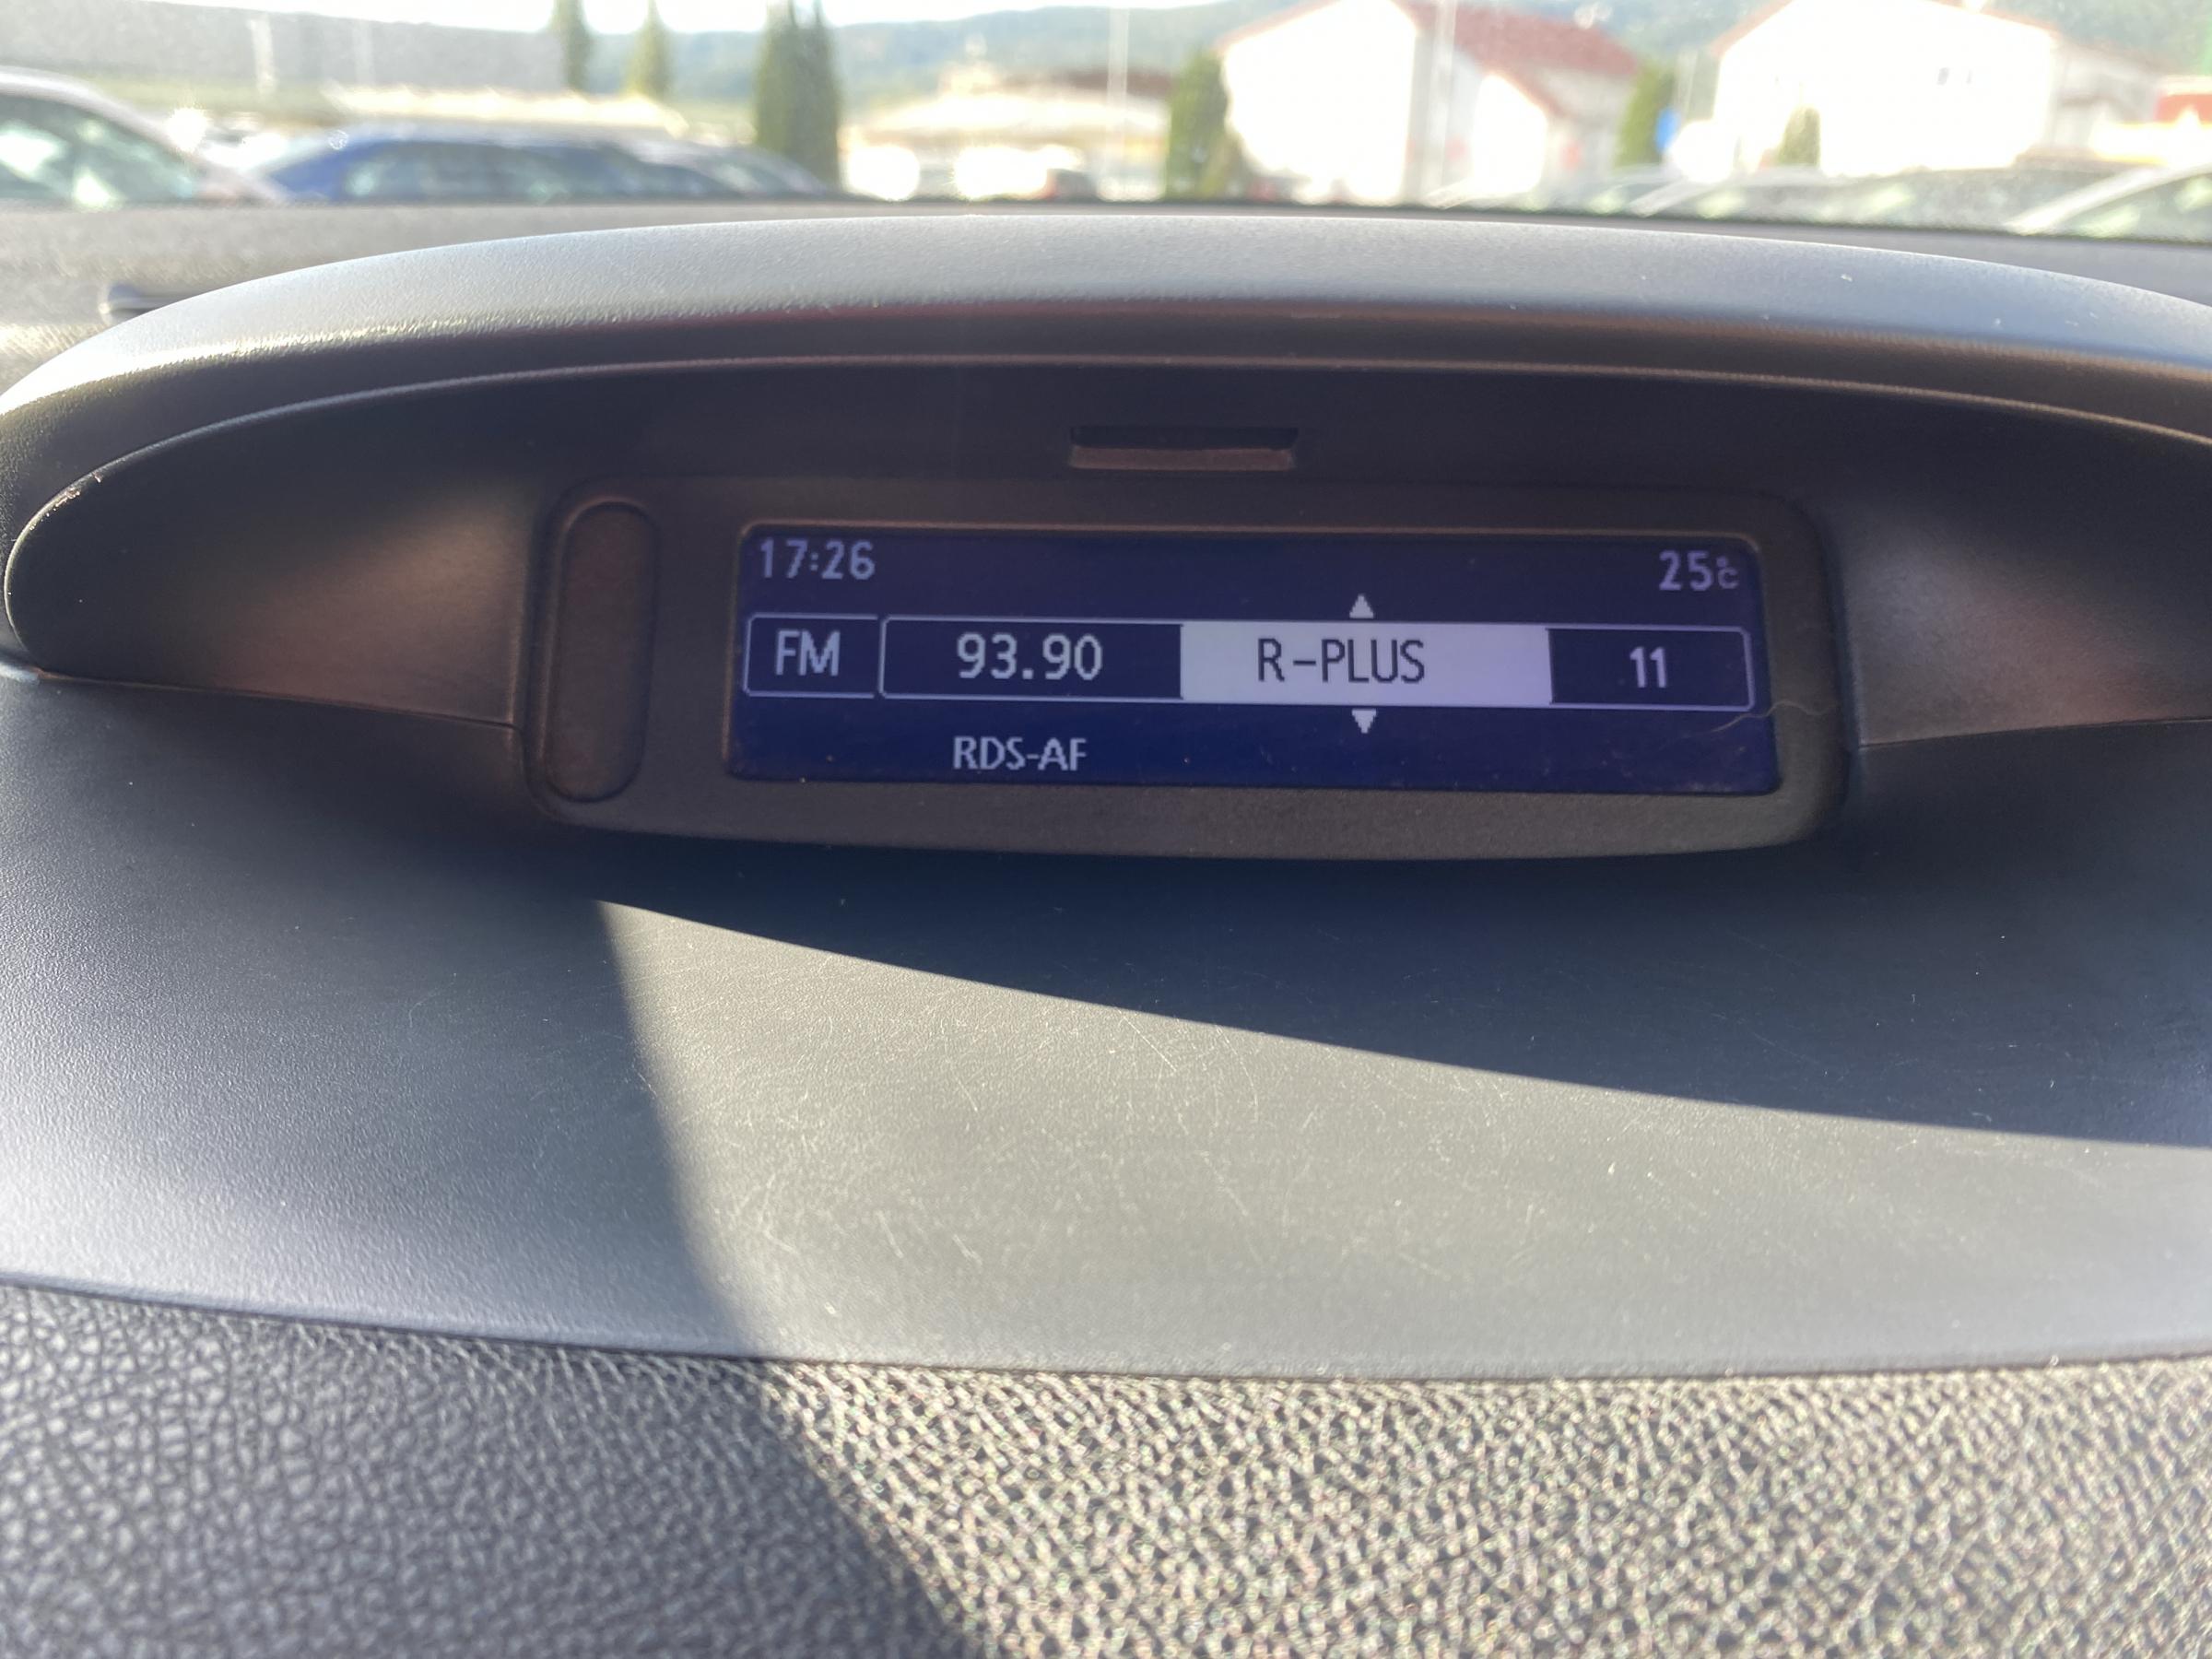 17:26 25°C
FM 93.90 R-PLUS 11
RDS-AF